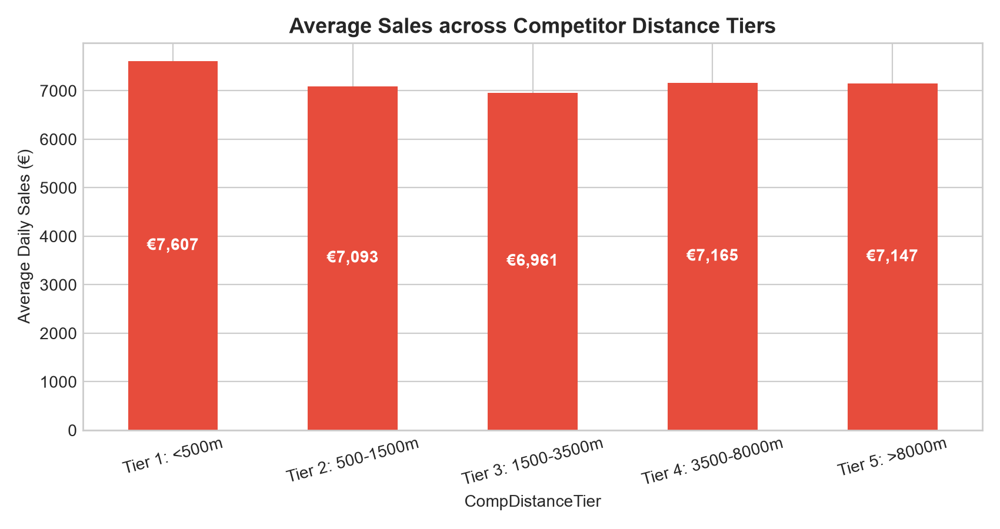 Average Sales across Competitor Distance Tiers
Average Daily Sales (€)
7000
6000
5000
4000
3000
2000
1000
0
€7,607
€7,093
€6,961
€7,165
€7,147
Tier 1: <500m
Tier 2: 500-1500m
Tier 3: 1500-3500m
Tier 4: 3500-8000m
Tier 5: >8000m
CompDistanceTier